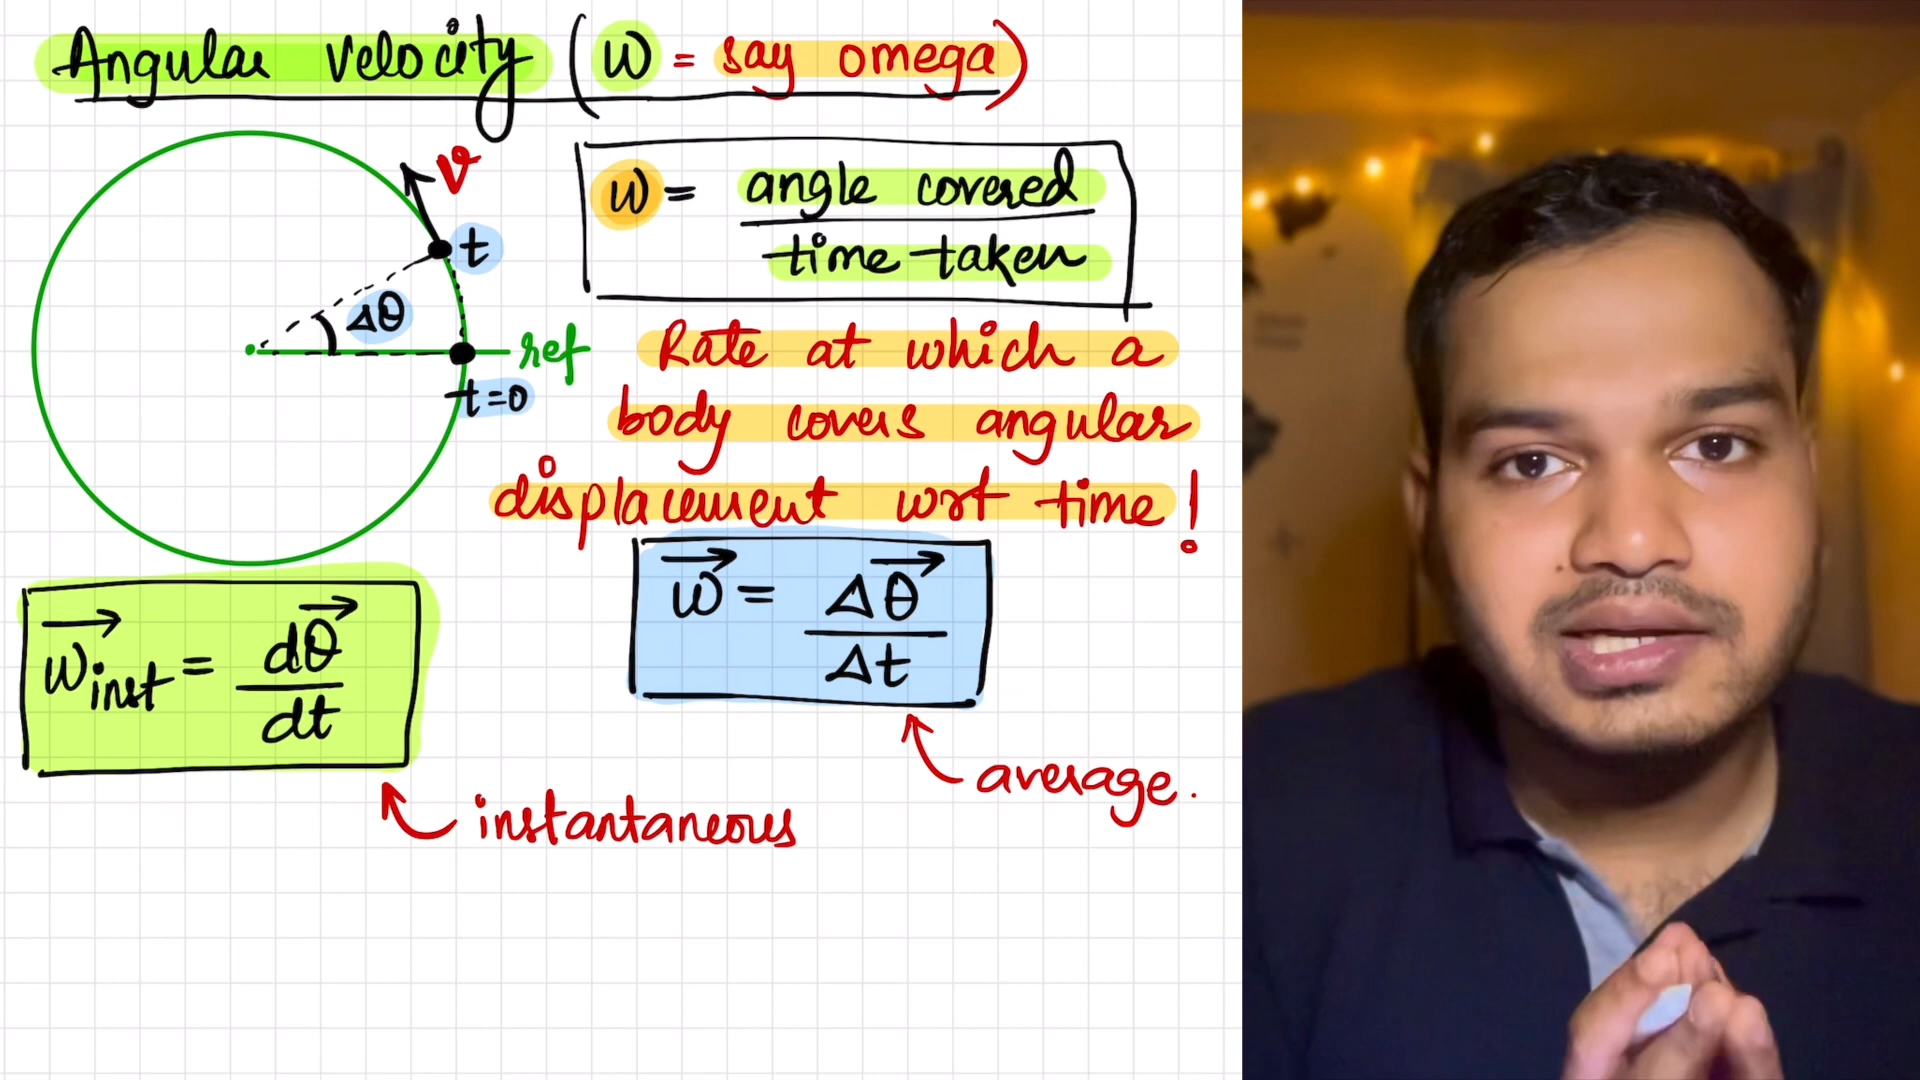 Angular Velocity (ω = say omega)
V
t
Δθ
ref
t=0
ω = angle covered
time taken
Rate at which a
body covers angular
displacement wrt time!
ω⃗ = Δθ⃗
Δt
average.
ω⃗inst = dθ⃗
dt
instantaneous